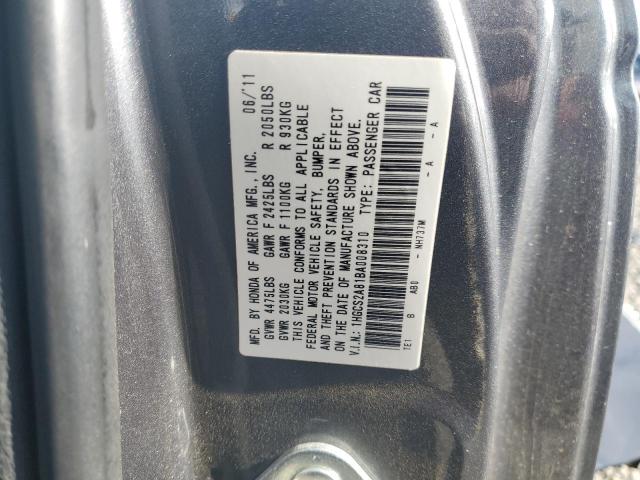 MFD. BY HONDA OF AMERICA MFG., INC. 06/'11
GVWR 4475LBS GAWR F 2425LBS R 2050LBS
GVWR 2030KG GAWR F 1100KG R 930KG
THIS VEHICLE CONFORMS TO ALL APPLICABLE
FEDERAL MOTOR VEHICLE SAFETY, BUMPER,
AND THEFT PREVENTION STANDARDS IN EFFECT
ON THE DATE OF MANUFACTURE SHOWN ABOVE.
V.I.N.: 1HGCS2A81BA008310 TYPE: PASSENGER CAR
TE1 B AB0 - NH737M - A - A